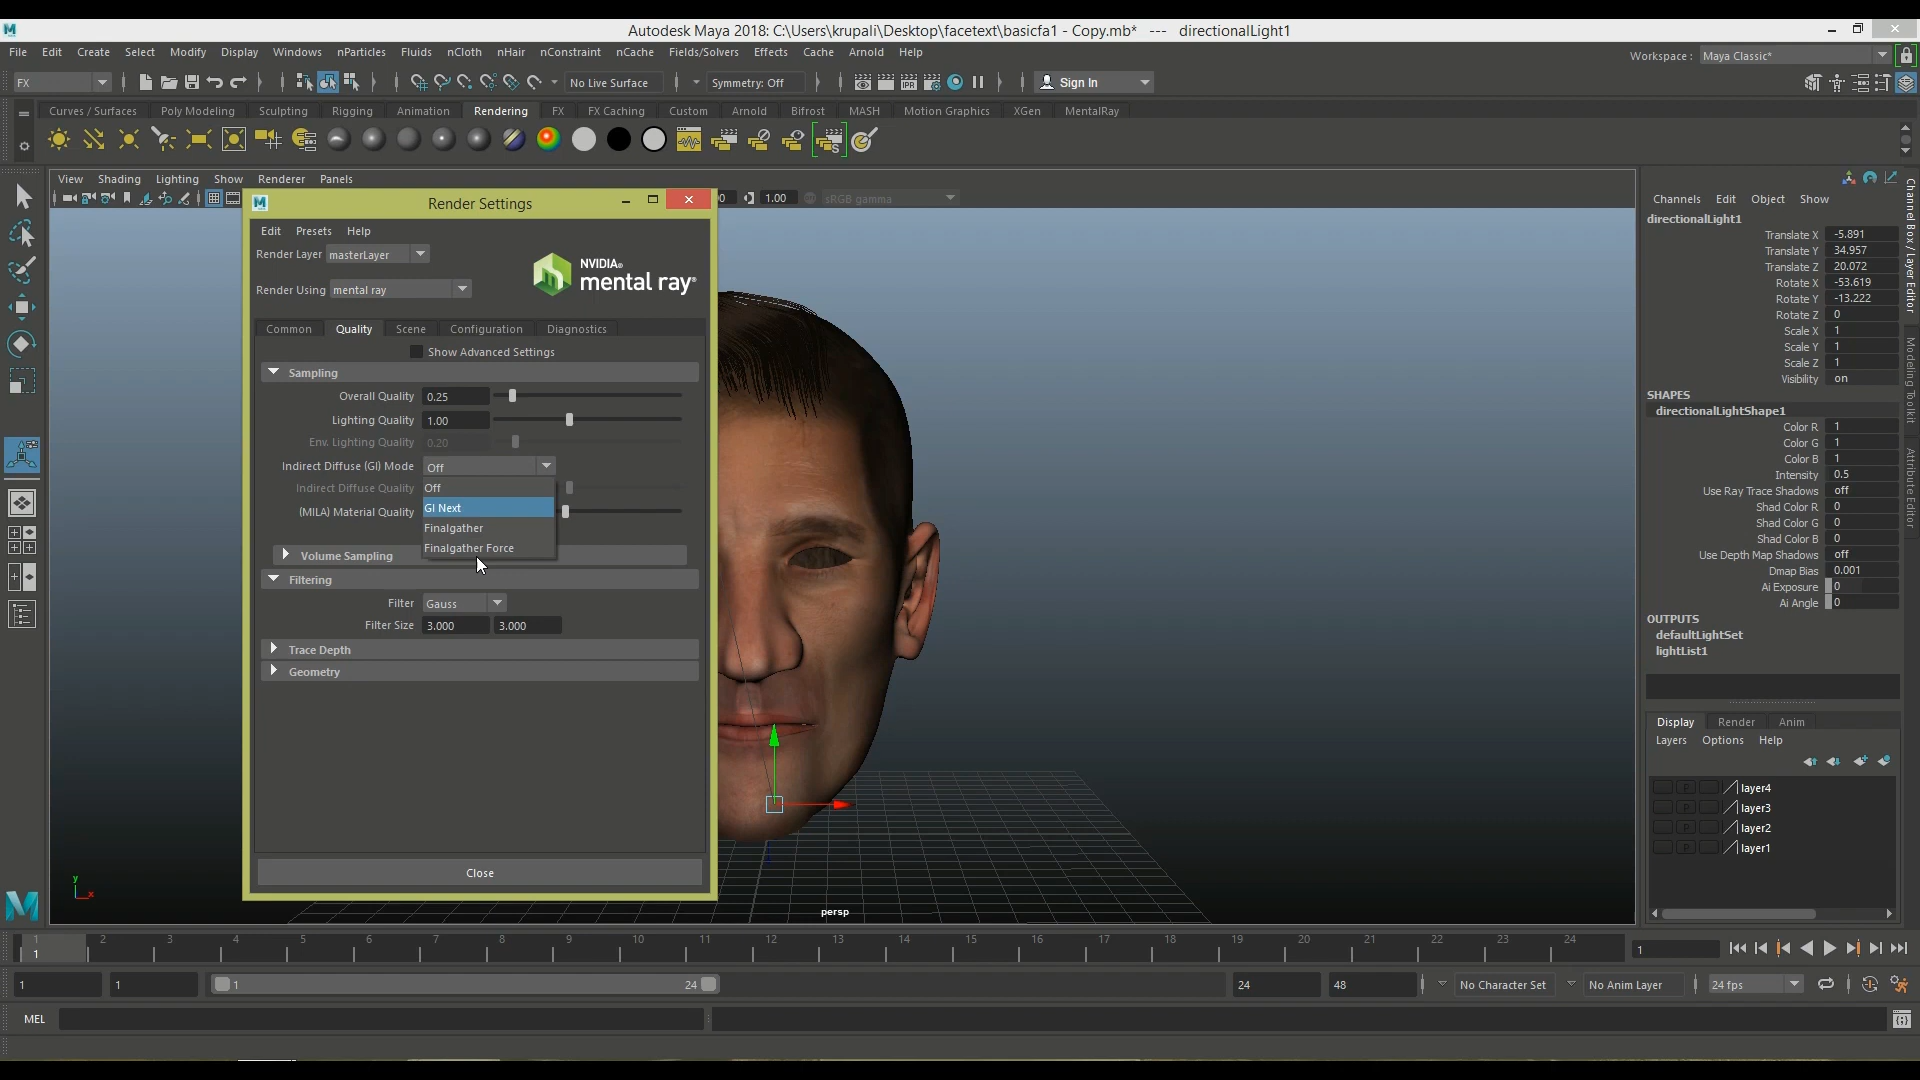 Autodesk Maya 2018: C:\Users\krupali\Desktop\facetext\basicfa1 - Copy.mb* --- directionalLight1
File Edit Create Select Modify Display Windows nParticles Fluids nCloth nHair nConstraint nCache Fields/Solvers Effects Cache Arnold Help
Workspace: Maya Classic*
FX No Live Surface Symmetry: Off IPR Sign In
Curves / Surfaces Poly Modeling Sculpting Rigging Animation Rendering FX FX Caching Custom Arnold Bifrost MASH Motion Graphics XGen MentalRay
View Shading Lighting Show Renderer Panels
1.00 sRGB gamma
Render Settings
Edit Presets Help
Render Layer masterLayer
NVIDIA®
mental ray
Render Using mental ray
Common Quality Scene Configuration Diagnostics
Show Advanced Settings
Sampling
Overall Quality 0.25
Lighting Quality 1.00
Env. Lighting Quality 0.20
Indirect Diffuse (GI) Mode Off
Off
Indirect Diffuse Quality
GI Next
(MILA) Material Quality
Finalgather
Finalgather Force
Volume Sampling
Filtering
Filter Gauss
Filter Size 3.000 3.000
Trace Depth
Geometry
Close
persp
Channels Edit Object Show
directionalLight1
Translate X -5.891
Translate Y 34.957
Translate Z 20.072
Rotate X -53.619
Rotate Y -13.222
Rotate Z 0
Scale X 1
Scale Y 1
Scale Z 1
Visibility on
SHAPES
directionalLightShape1
Color R 1
Color G 1
Color B 1
Intensity 0.5
Use Ray Trace Shadows off
Shad Color R 0
Shad Color G 0
Shad Color B 0
Use Depth Map Shadows off
Dmap Bias 0.001
Ai Exposure 0
Ai Angle 0
OUTPUTS
defaultLightSet
lightList1
Channel Box / Layer Editor
Modeling Toolkit
Attribute Editor
Display Render Anim
Layers Options Help
layer4
P layer3
P layer2
P layer1
1 2 3 4 5 6 7 8 9 10 11 12 13 14 15 16 17 18 19 20 21 22 23 24
1 1
1 1 1 24 24 48 No Character Set No Anim Layer 24 fps
MEL